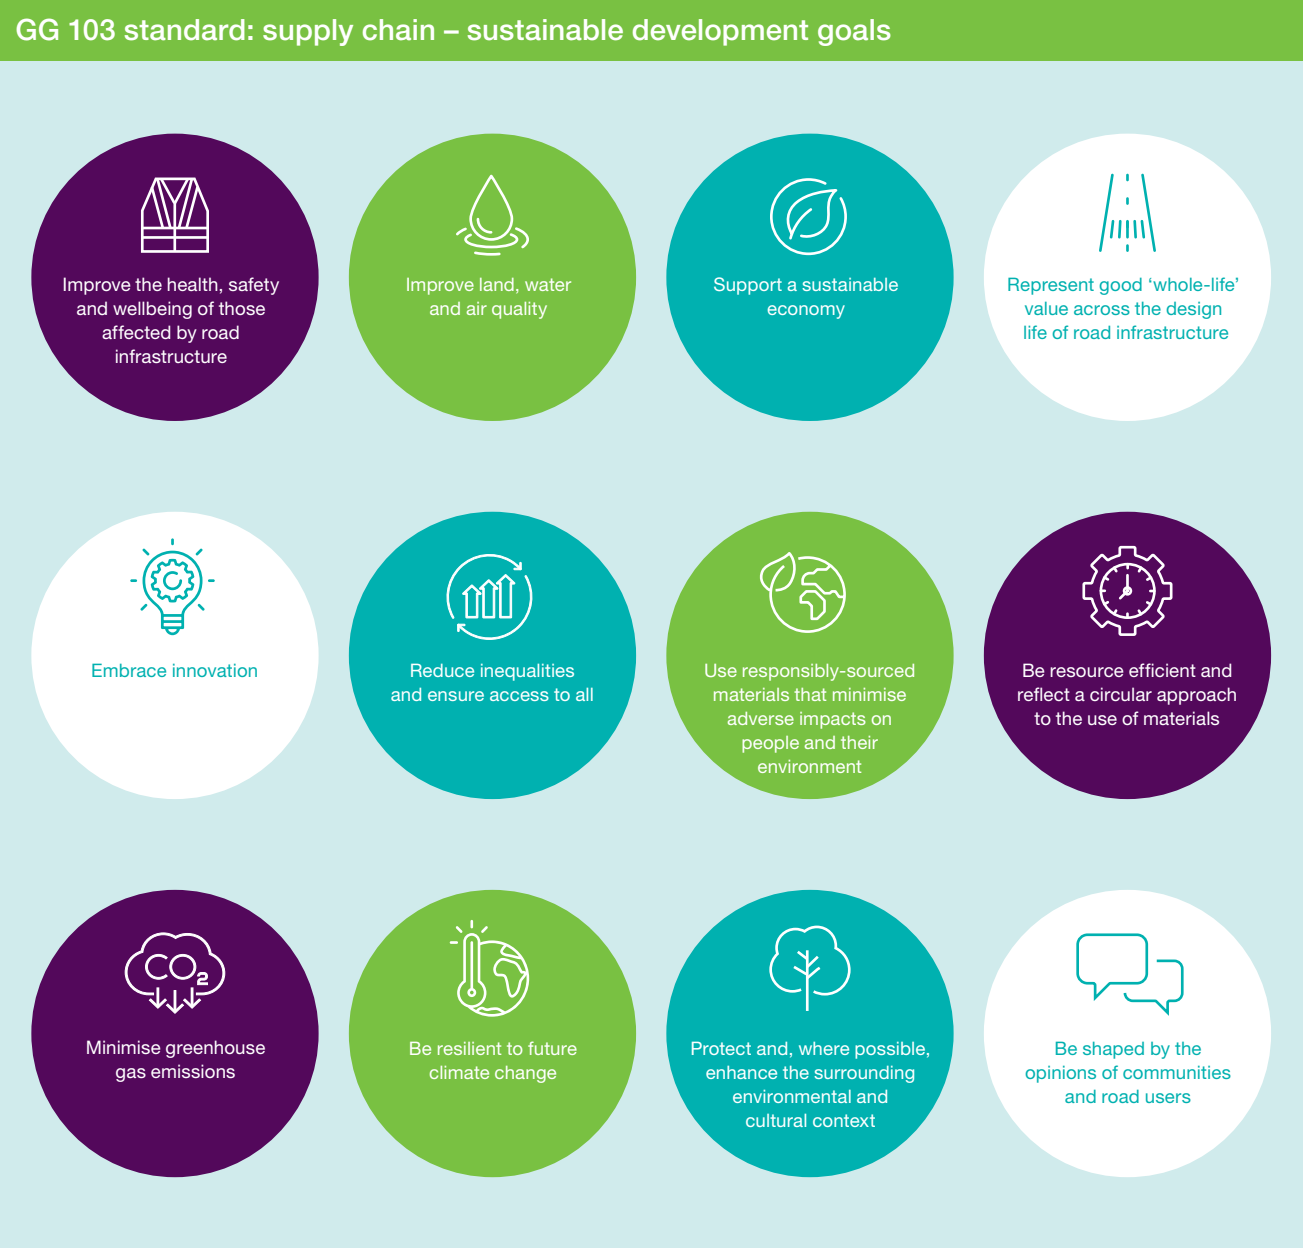 GG 103 standard: supply chain – sustainable development goals
Improve the health, safety
and wellbeing of those
affected by road
infrastructure
Improve land, water
and air quality
Support a sustainable
economy
Represent good ‘whole-life’
value across the design
life of road infrastructure
Embrace innovation
Reduce inequalities
and ensure access to all
Use responsibly-sourced
materials that minimise
adverse impacts on
people and their
environment
Be resource efficient and
reflect a circular approach
to the use of materials
CO2
Minimise greenhouse
gas emissions
Be resilient to future
climate change
Protect and, where possible,
enhance the surrounding
environmental and
cultural context
Be shaped by the
opinions of communities
and road users